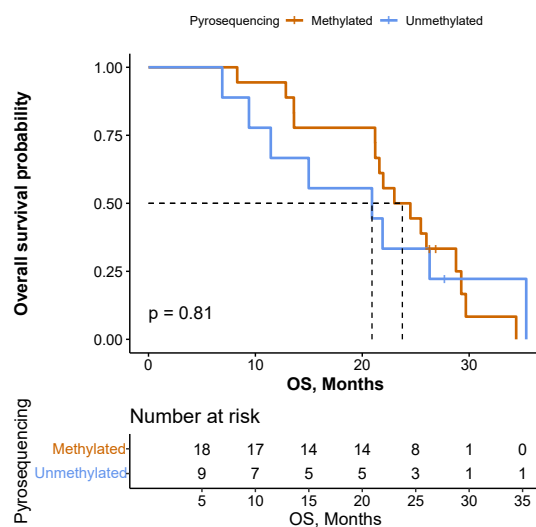 Pyrosequencing Methylated Unmethylated
Overall survival probability
1.00
0.75
0.50
0.25
0.00
p = 0.81
0 10 20 30
OS, Months
Number at risk
Pyrosequencing
Methylated 18 17 14 14 8 1 0
Unmethylated 9 7 5 5 3 1 1
5 10 15 20 25 30 35
OS, Months